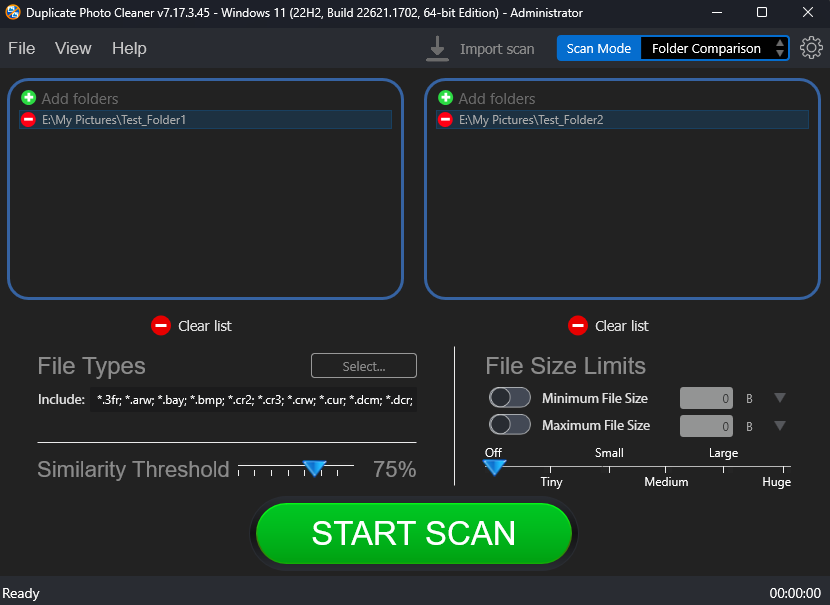 Duplicate Photo Cleaner v7.17.3.45 - Windows 11 (22H2, Build 22621.1702, 64-bit Edition) - Administrator
File View Help Import scan Scan Mode Folder Comparison
Add folders
E:\My Pictures\Test_Folder1
Add folders
E:\My Pictures\Test_Folder2
Clear list
Clear list
File Types Select...
Include: *.3fr; *.arw; *.bay; *.bmp; *.cr2; *.cr3; *.crw; *.cur; *.dcm; *.dcr;
Similarity Threshold 75%
File Size Limits
Minimum File Size 0 B
Maximum File Size 0 B
Off Small Large
Tiny Medium Huge
START SCAN
Ready 00:00:00